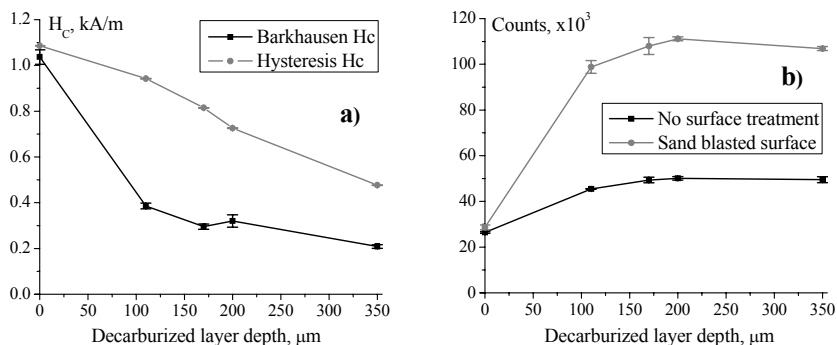 H_C, kA/m
Barkhausen Hc
Hysteresis Hc
a)
1.2
1.0
0.8
0.6
0.4
0.2
0.0
0 50 100 150 200 250 300 350
Decarburized layer depth, μm
Counts, x10³
b)
No surface treatment
Sand blasted surface
120
100
80
60
40
20
0
0 50 100 150 200 250 300 350
Decarburized layer depth, μm